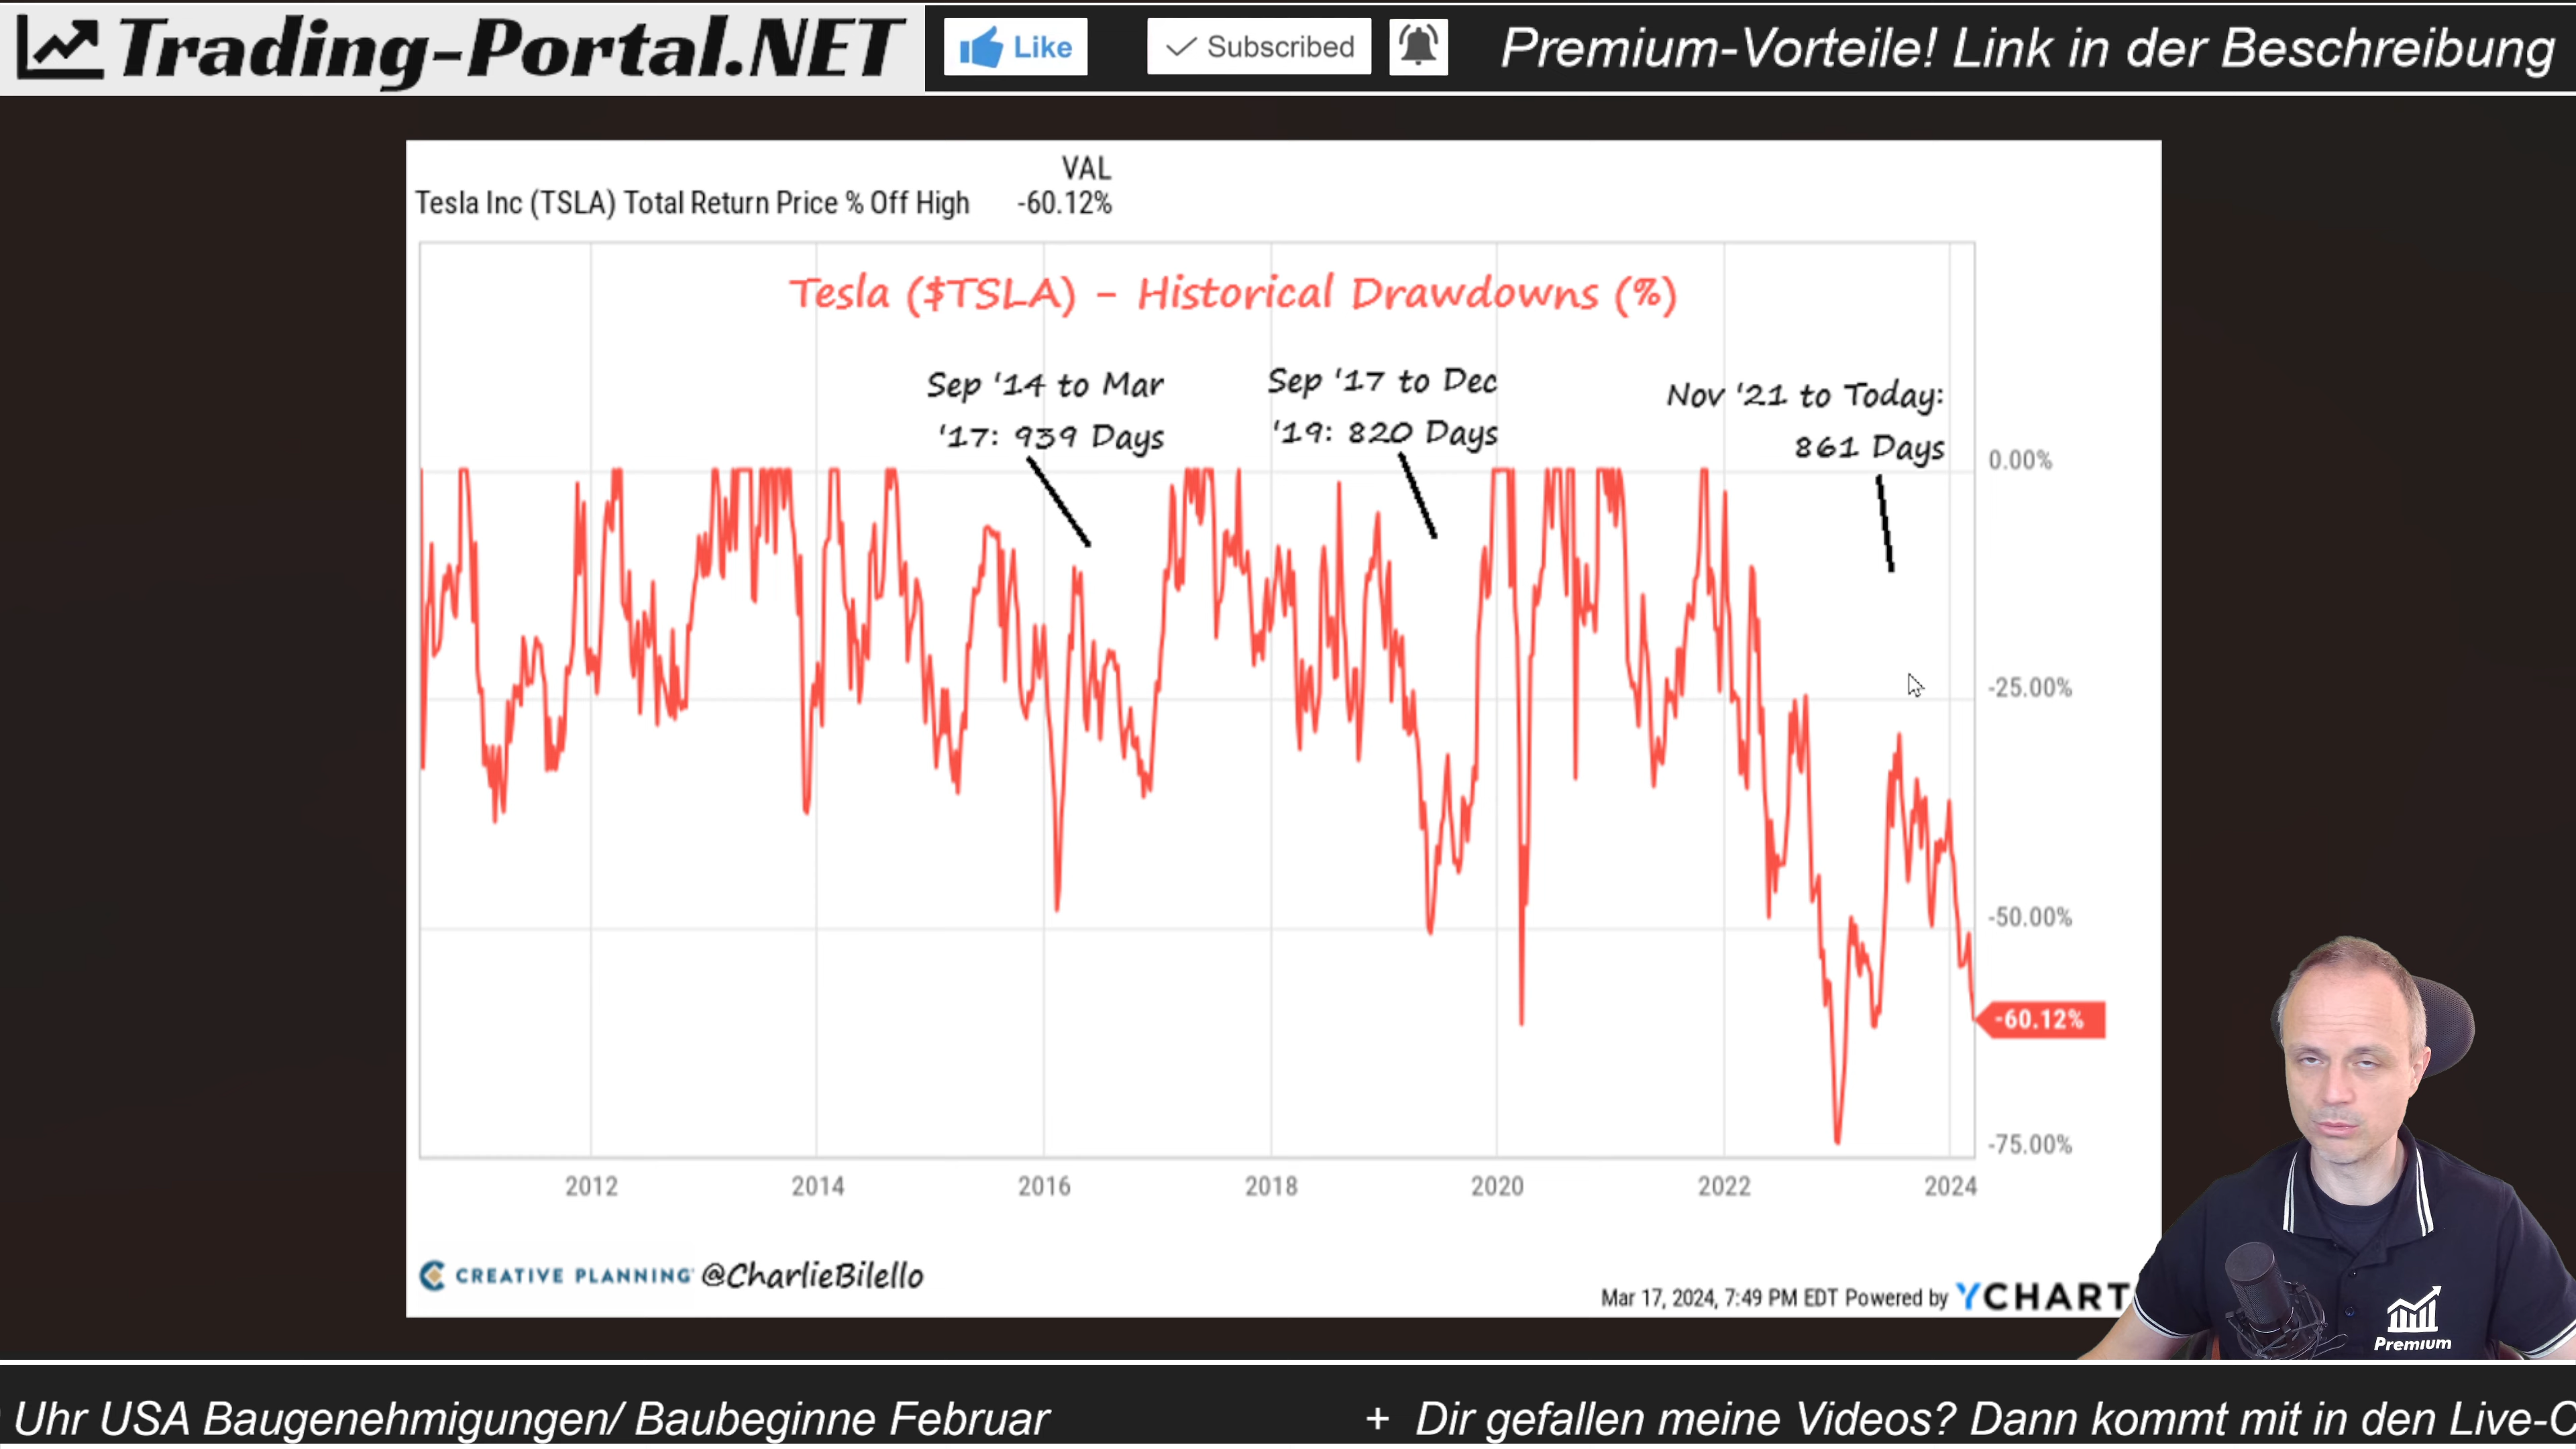 Trading-Portal.NET
Like
Subscribed
Premium-Vorteile! Link in der Beschreibung
VAL
Tesla Inc (TSLA) Total Return Price % Off High -60.12%
Tesla ($TSLA) - Historical Drawdowns (%)
Sep '14 to Mar
'17: 939 Days
Sep '17 to Dec
'19: 820 Days
Nov '21 to Today:
861 Days
0.00%
-25.00%
-50.00%
-60.12%
-75.00%
2012 2014 2016 2018 2020 2022 2024
CREATIVE PLANNING @CharlieBilello
Mar 17, 2024, 7:49 PM EDT Powered by YCHART
Premium
Uhr USA Baugenehmigungen/ Baubeginne Februar + Dir gefallen meine Videos? Dann kommt mit in den Live-C